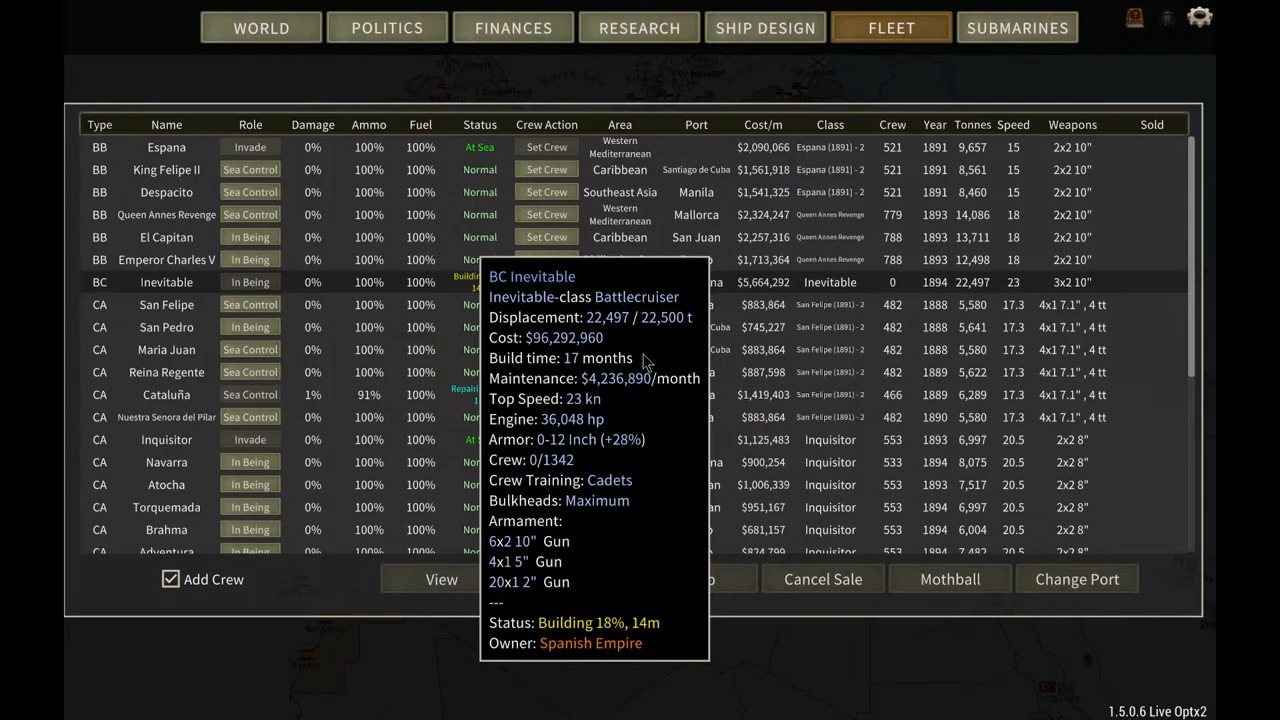 WORLD POLITICS FINANCES RESEARCH SHIP DESIGN FLEET SUBMARINES
Type Name Role Damage Ammo Fuel Status Crew Action Area Port Cost/m Class Crew Year Tonnes Speed Weapons Sold
BB Espana Invade 0% 100% 100% At Sea Set Crew Western Mediterranean $2,090,066 Espana (1891) - 2 521 1891 9,657 15 2x2 10"
BB King Felipe II Sea Control 0% 100% 100% Normal Set Crew Caribbean Santiago de Cuba $1,561,918 Espana (1891) - 2 521 1891 8,561 15 2x2 10"
BB Despacito Sea Control 0% 100% 100% Normal Set Crew Southeast Asia Manila $1,541,325 Espana (1891) - 2 521 1891 8,460 15 2x2 10"
BB Queen Annes Revenge Sea Control 0% 100% 100% Normal Set Crew Western Mediterranean Mallorca $2,324,247 Queen Annes Revenge 779 1893 14,086 18 2x2 10"
BB El Capitan In Being 0% 100% 100% Normal Set Crew Caribbean San Juan $2,257,316 Queen Annes Revenge 788 1893 13,711 18 2x2 10"
BB Emperor Charles V In Being 0% 100% 100% $1,713,364 Queen Annes Revenge 788 1893 12,498 18 2x2 10"
BC Inevitable In Being 0% 100% 100% $5,664,292 Inevitable 0 1894 22,497 23 3x2 10"
CA San Felipe Sea Control 0% 100% 100% $883,864 San Felipe (1891) - 2 482 1888 5,580 17.3 4x1 7.1" , 4 tt
CA San Pedro In Being 0% 100% 100% Cuba $745,227 San Felipe (1891) - 2 482 1888 5,641 17.3 4x1 7.1" , 4 tt
CA Maria Juan In Being 0% 100% 100% Cuba $883,864 San Felipe (1891) - 2 482 1888 5,580 17.3 4x1 7.1" , 4 tt
CA Reina Regente Sea Control 0% 100% 100% $887,598 San Felipe (1891) - 2 482 1888 5,622 17.3 4x1 7.1" , 4 tt
CA Cataluña Sea Control 1% 91% 100% $1,419,403 San Felipe (1891) - 2 466 1889 6,289 17.3 4x1 7.1" , 4 tt
CA Nuestra Senora del Pilar Sea Control 0% 100% 100% $883,864 San Felipe (1891) - 2 482 1890 5,580 17.3 4x1 7.1" , 4 tt
CA Inquisitor Invade 0% 100% 100% $1,125,483 Inquisitor 553 1893 6,997 20.5 2x2 8"
CA Navarra In Being 0% 100% 100% $900,254 Inquisitor 533 1894 8,075 20.5 2x2 8"
CA Atocha In Being 0% 100% 100% $1,006,339 Inquisitor 553 1894 7,517 20.5 2x2 8"
CA Torquemada In Being 0% 100% 100% $951,167 Inquisitor 553 1894 6,997 20.5 2x2 8"
CA Brahma In Being 0% 100% 100% $681,157 Inquisitor 553 1894 6,004 20.5 2x2 8"
CA Adventura In Being 0% 100% 100% $824,799 Inquisitor 553 1894 7,482 20.5 2x2 8"
BC Inevitable
Inevitable-class Battlecruiser
Displacement: 22,497 / 22,500 t
Cost: $96,292,960
Build time: 17 months
Maintenance: $4,236,890/month
Top Speed: 23 kn
Engine: 36,048 hp
Armor: 0-12 Inch (+28%)
Crew: 0/1342
Crew Training: Cadets
Bulkheads: Maximum
Armament:
6x2 10" Gun
4x1 5" Gun
20x1 2" Gun
---
Status: Building 18%, 14m
Owner: Spanish Empire
Add Crew View Cancel Sale Mothball Change Port
1.5.0.6 Live Optx2